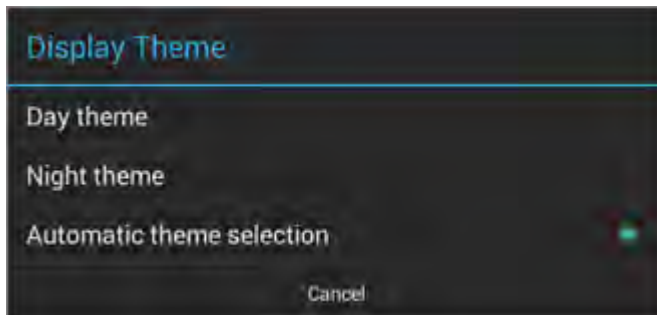 Display Theme
Day theme
Night theme
Automatic theme selection
Cancel